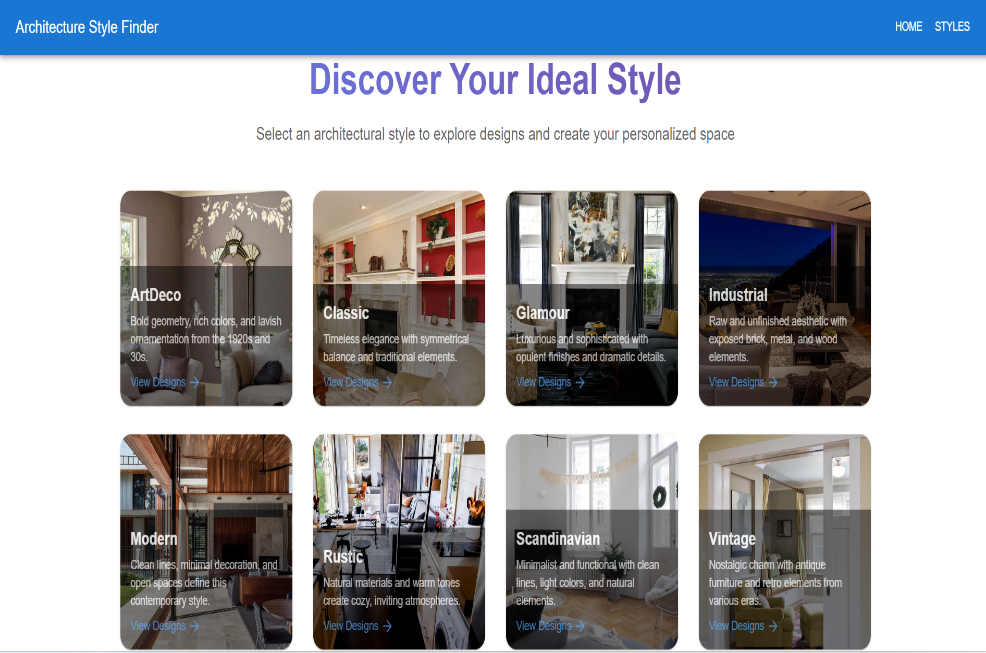 Architecture Style Finder
HOME STYLES
Discover Your Ideal Style
Select an architectural style to explore designs and create your personalized space
ArtDeco
Bold geometry, rich colors, and lavish
ornamentation from the 1920s and
30s.
View Designs →
Classic
Timeless elegance with symmetrical
balance and traditional elements.
View Designs →
Glamour
Luxurious and sophisticated with
opulent finishes and dramatic details.
View Designs →
Industrial
Raw and unfinished aesthetic with
exposed brick, metal, and wood
elements.
View Designs →
Modern
Clean lines, minimal decoration, and
open spaces define this
contemporary style.
View Designs →
Rustic
Natural materials and warm tones
create cozy, inviting atmospheres.
View Designs →
Scandinavian
Minimalist and functional with clean
lines, light colors, and natural
elements.
View Designs →
Vintage
Nostalgic charm with antique
furniture and retro elements from
various eras.
View Designs →